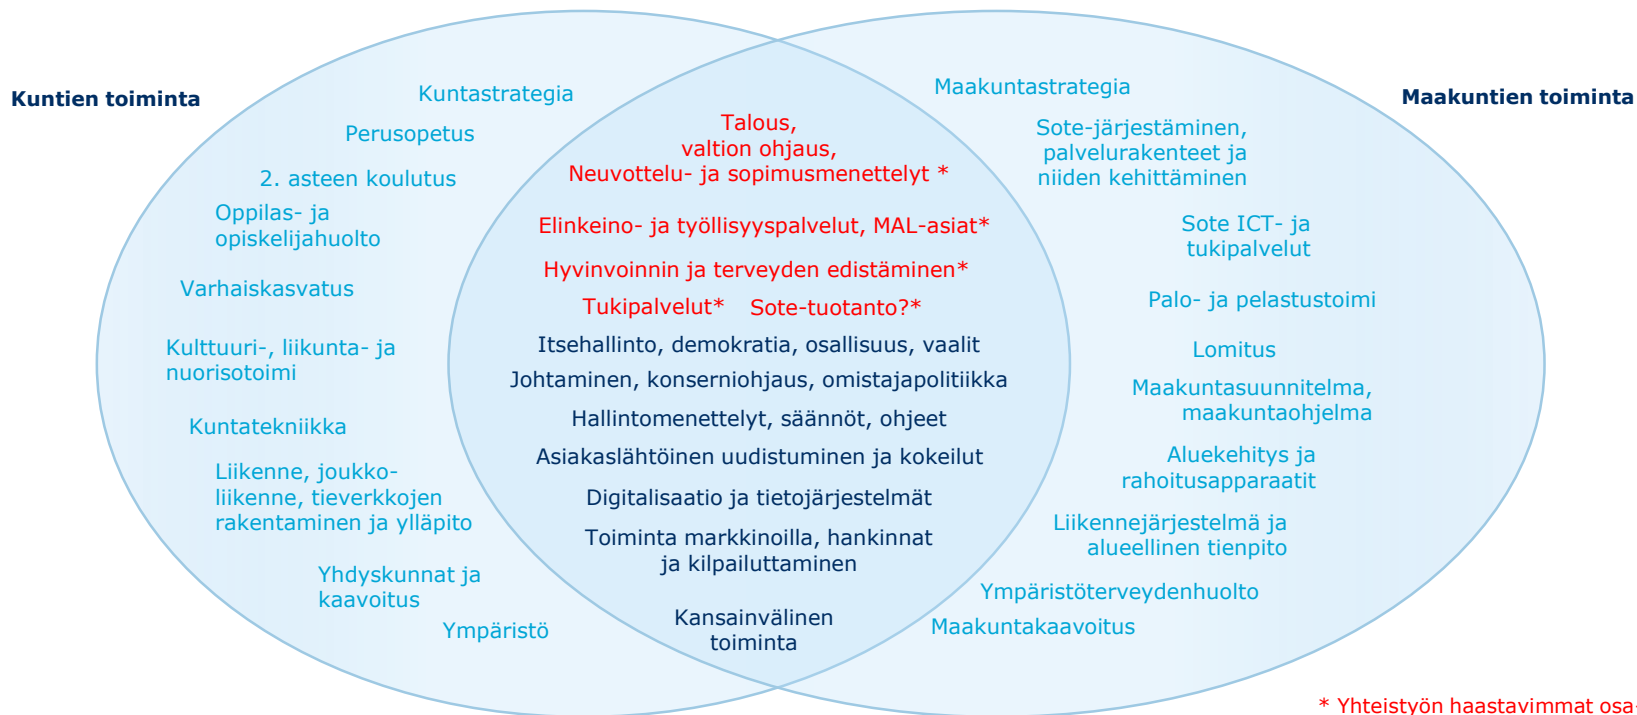 Kuntien toiminta
Kuntastrategia
Perusopetus
2. asteen koulutus
Oppilas- ja
opiskelijahuolto
Varhaiskasvatus
Kulttuuri-, liikunta- ja
nuorisotoimi
Kuntatekniikka
Liikenne, joukko-
liikenne, tieverkkojen
rakentaminen ja ylläpito
Yhdyskunnat ja
kaavoitus
Ympäristö
Talous,
valtion ohjaus,
Neuvottelu- ja sopimusmenettelyt *
Elinkeino- ja työllisyyspalvelut, MAL-asiat*
Hyvinvoinnin ja terveyden edistäminen*
Tukipalvelut* Sote-tuotanto?*
Itsehallinto, demokratia, osallisuus, vaalit
Johtaminen, konserniohjaus, omistajapolitiikka
Hallintomenettelyt, säännöt, ohjeet
Asiakaslähtöinen uudistuminen ja kokeilut
Digitalisaatio ja tietojärjestelmät
Toiminta markkinoilla, hankinnat
ja kilpailuttaminen
Kansainvälinen
toiminta
Maakuntien toiminta
Maakuntastrategia
Sote-järjestäminen,
palvelurakenteet ja
niiden kehittäminen
Sote ICT- ja
tukipalvelut
Palo- ja pelastustoimi
Lomitus
Maakuntasuunnitelma,
maakuntaohjelma
Aluekehitys ja
rahoitusapparaatit
Liikennejärjestelmä ja
alueellinen tienpito
Ympäristöterveydenhuolto
Maakuntakaavoitus
* Yhteistyön haastavimmat osa-